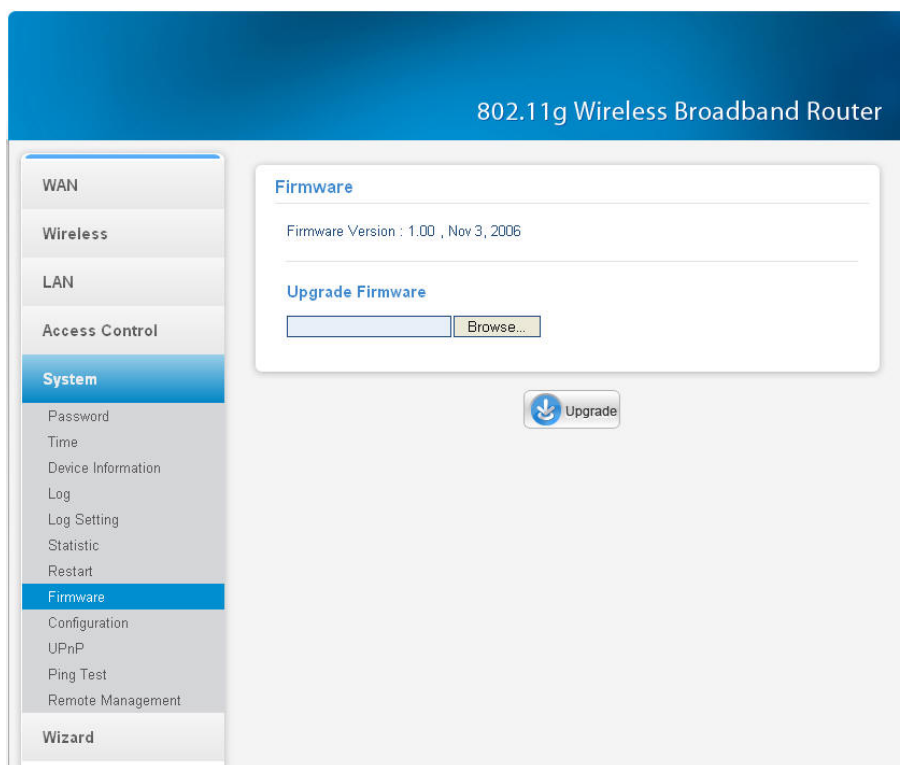 802.11g Wireless Broadband Router
WAN
Wireless
LAN
Access Control
System
Password
Time
Device Information
Log
Log Setting
Statistic
Restart
Firmware
Configuration
UPnP
Ping Test
Remote Management
Wizard
Firmware
Firmware Version : 1.00 , Nov 3, 2006
Upgrade Firmware
Browse...
Upgrade